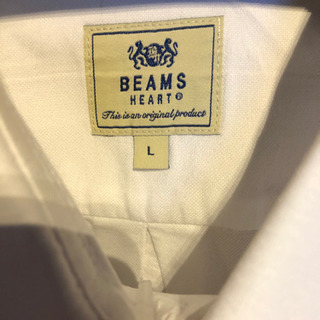 BEAMS
HEART
This is an original product
L